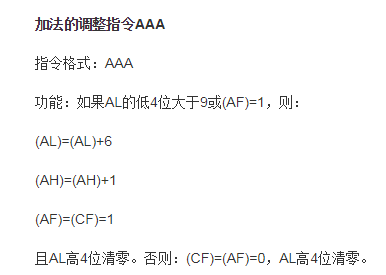 加法的调整指令AAA
指令格式：AAA
功能：如果AL的低4位大于9或(AF)=1，则：
(AL)=(AL)+6
(AH)=(AH)+1
(AF)=(CF)=1
且AL高4位清零。否则：(CF)=(AF)=0，AL高4位清零。